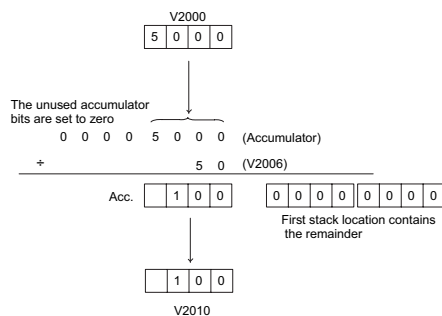 V2000
5 0 0 0
The unused accumulator
bits are set to zero
0 0 0 0 5 0 0 0 (Accumulator)
÷ 5 0 (V2006)
Acc. 1 0 0 0 0 0 0 0 0 0 0
First stack location contains
the remainder
1 0 0
V2010